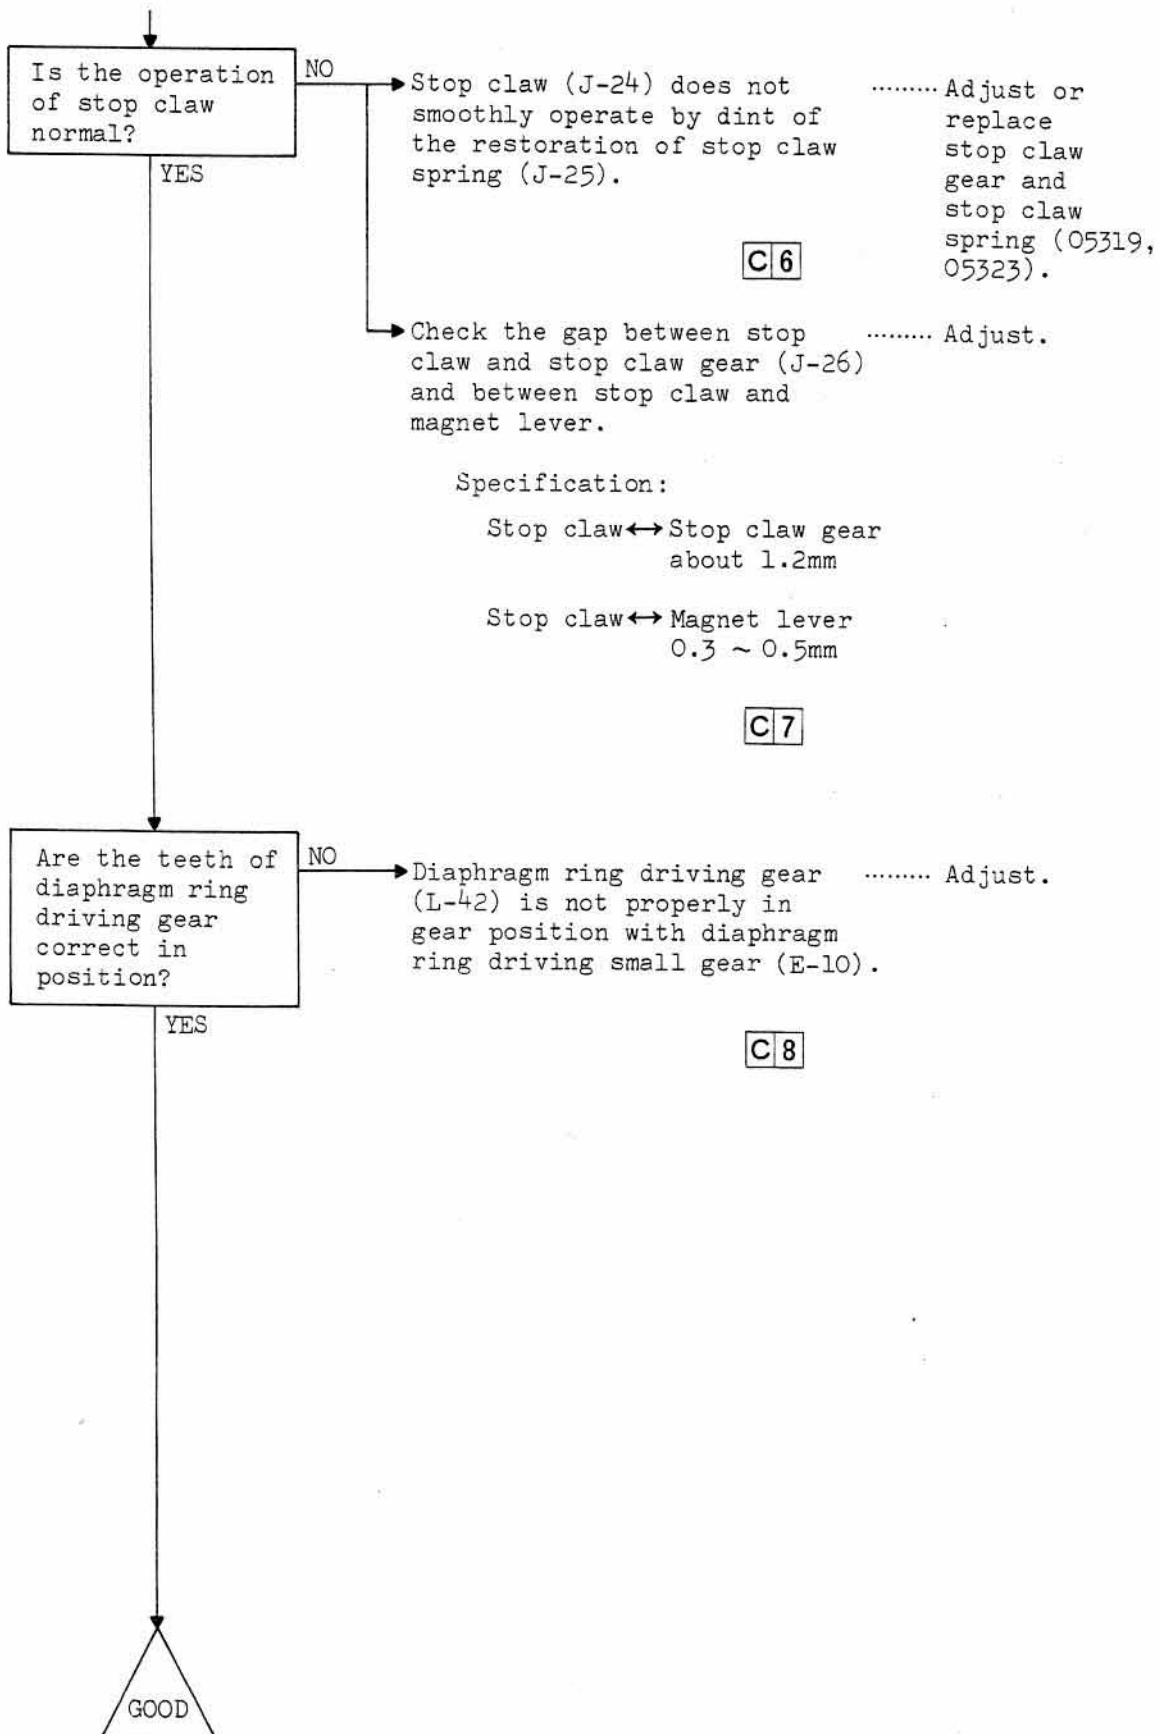 Is the operation
of stop claw
normal?
NO
YES
Stop claw (J-24) does not
smoothly operate by dint of
the restoration of stop claw
spring (J-25).
......... Adjust or
replace
stop claw
gear and
stop claw
spring (05319,
05323).
C 6
Check the gap between stop
claw and stop claw gear (J-26)
and between stop claw and
magnet lever.
......... Adjust.
Specification:
Stop claw↔Stop claw gear
about 1.2mm
Stop claw↔Magnet lever
0.3 ~ 0.5mm
C 7
Are the teeth of
diaphragm ring
driving gear
correct in
position?
NO
YES
Diaphragm ring driving gear
(L-42) is not properly in
gear position with diaphragm
ring driving small gear (E-10).
......... Adjust.
C 8
GOOD